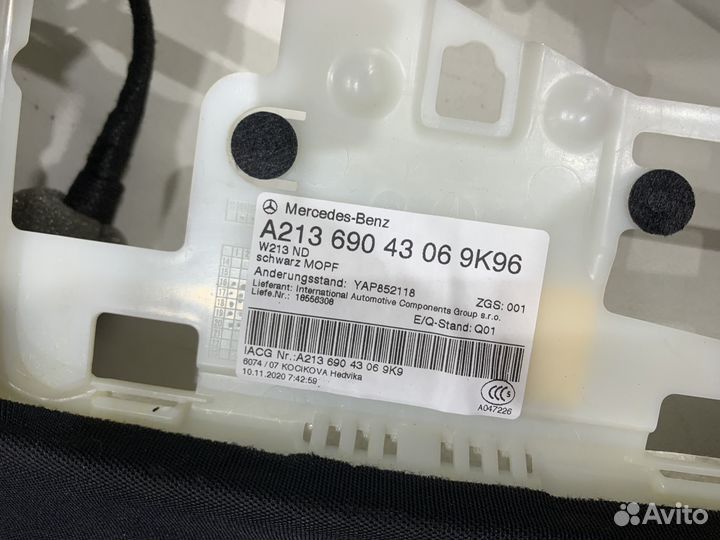 Mercedes-Benz
A213 690 43 06 9K96
W213 ND
schwarz MOPF
Änderungsstand: YAP852118
ZGS: 001
Lieferant: International Automotive Components Group s.r.o.
Liefe.Nr.: 18556308
E/Q-Stand: Q01
IACG Nr.:A213 690 43 06 9K9
6074 / 07 KOCIKOVA Hedvika
10.11.2020 7:42:59
CCC S
A047226
Avito